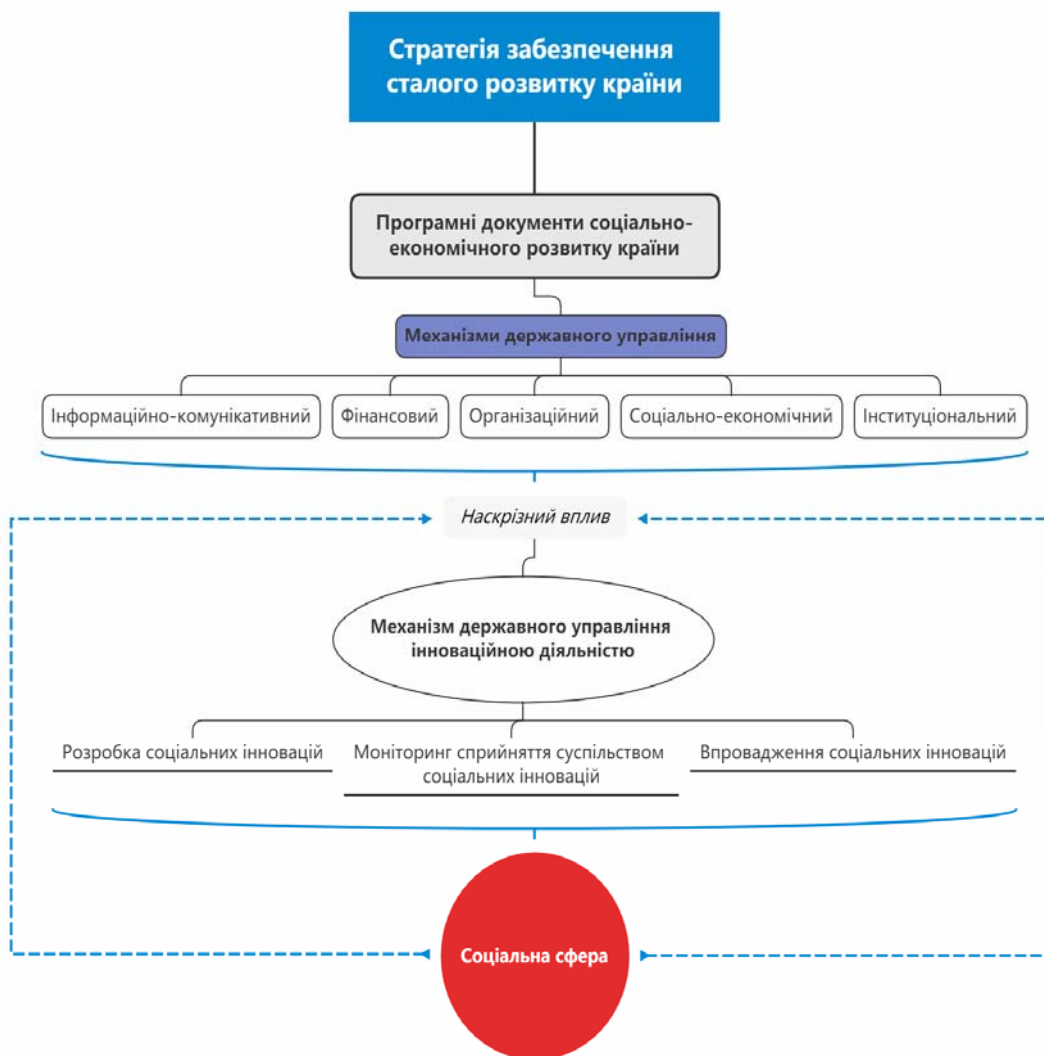 Стратегія забезпечення
сталого розвитку країни
Програмні документи соціально-
економічного розвитку країни
Механізми державного управління
Інформаційно-комунікативний
Фінансовий
Організаційний
Соціально-економічний
Інституціональний
Наскрізний вплив
Механізм державного управління
інноваційною діяльністю
Розробка соціальних інновацій
Моніторинг сприйняття суспільством
соціальних інновацій
Впровадження соціальних інновацій
Соціальна сфера